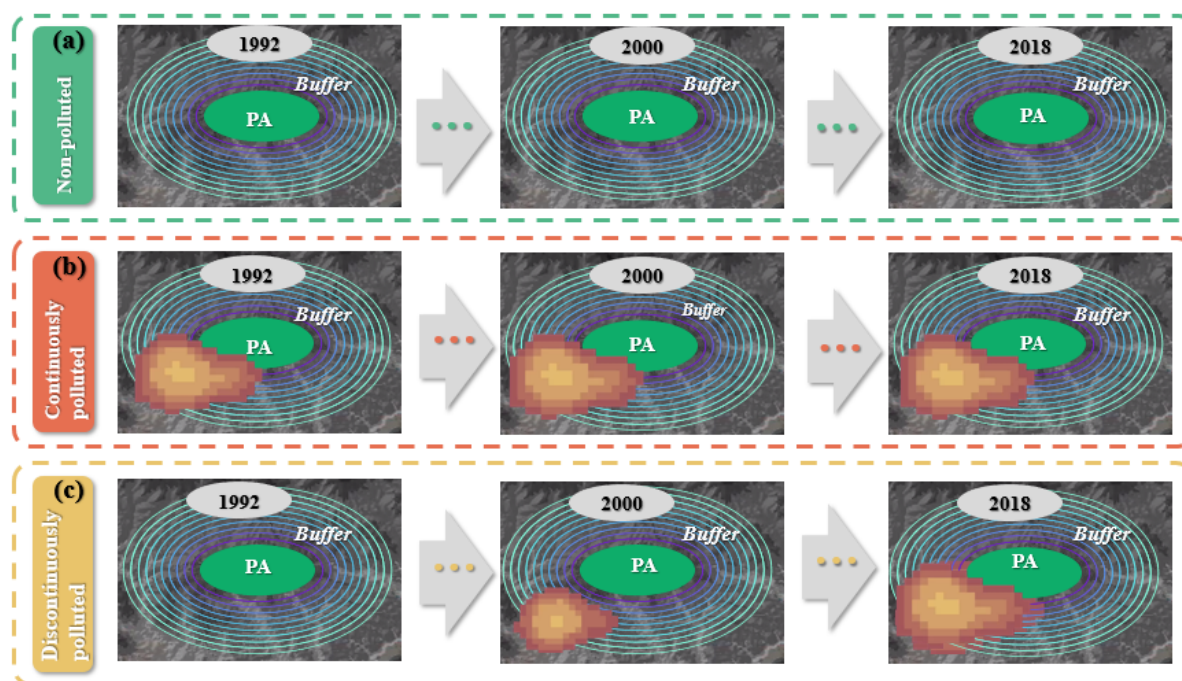 (a)
Non-polluted
1992
Buffer
PA
2000
Buffer
PA
2018
Buffer
PA
(b)
Continuously
polluted
1992
Buffer
PA
2000
Buffer
PA
2018
Buffer
PA
(c)
Discontinuously
polluted
1992
Buffer
PA
2000
Buffer
PA
2018
Buffer
PA